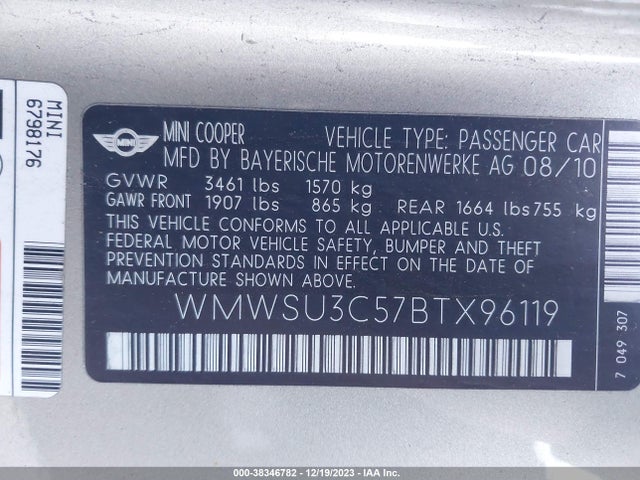 MINI
6798176
MINI
MINI COOPER VEHICLE TYPE: PASSENGER CAR
MFD BY BAYERISCHE MOTORENWERKE AG 08/10
GVWR 3461 lbs 1570 kg
GAWR FRONT 1907 lbs 865 kg REAR 1664 lbs 755 kg
THIS VEHICLE CONFORMS TO ALL APPLICABLE U.S.
FEDERAL MOTOR VEHICLE SAFETY, BUMPER AND THEFT
PREVENTION STANDARDS IN EFFECT ON THE DATE OF
MANUFACTURE SHOWN ABOVE.
WMWSU3C57BTX96119
7 049 307
000-38346782 - 12/19/2023 - IAA Inc.